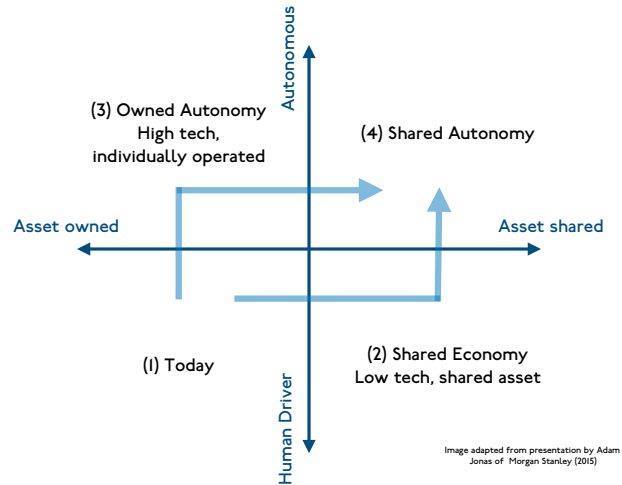 Autonomous
(3) Owned Autonomy
High tech,
individually operated
(4) Shared Autonomy
Asset owned
Asset shared
(1) Today
(2) Shared Economy
Low tech, shared asset
Human Driver
Image adapted from presentation by Adam
Jonas of Morgan Stanley (2015)